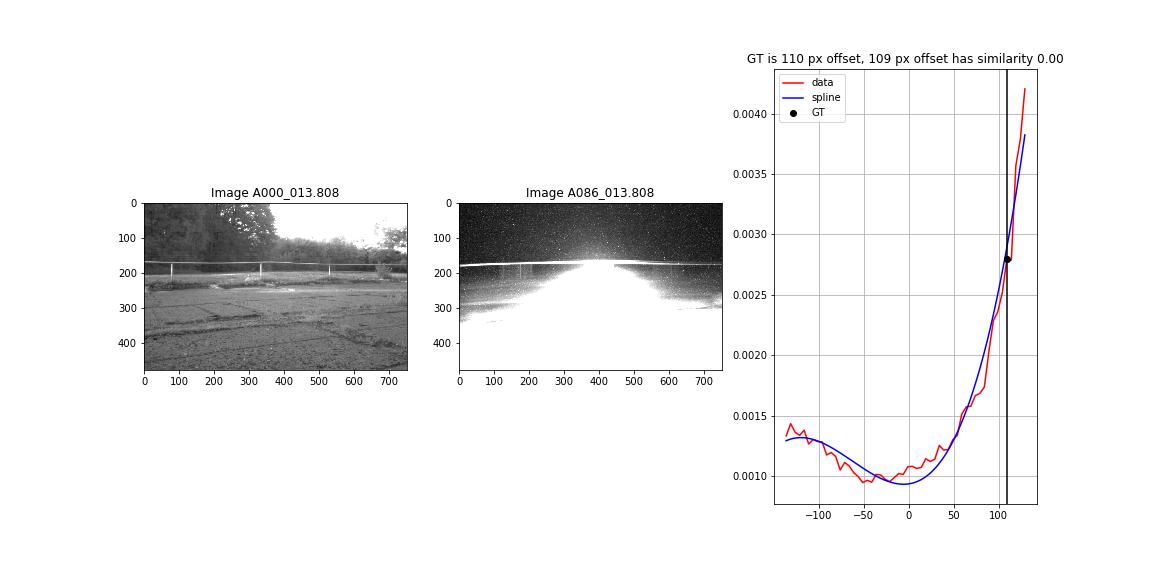 Image A000_013.808
0
100
200
300
400
0 100 200 300 400 500 600 700
Image A086_013.808
0
100
200
300
400
0 100 200 300 400 500 600 700
GT is 110 px offset, 109 px offset has similarity 0.00
data
spline
GT
0.0040
0.0035
0.0030
0.0025
0.0020
0.0015
0.0010
−100 −50 0 50 100